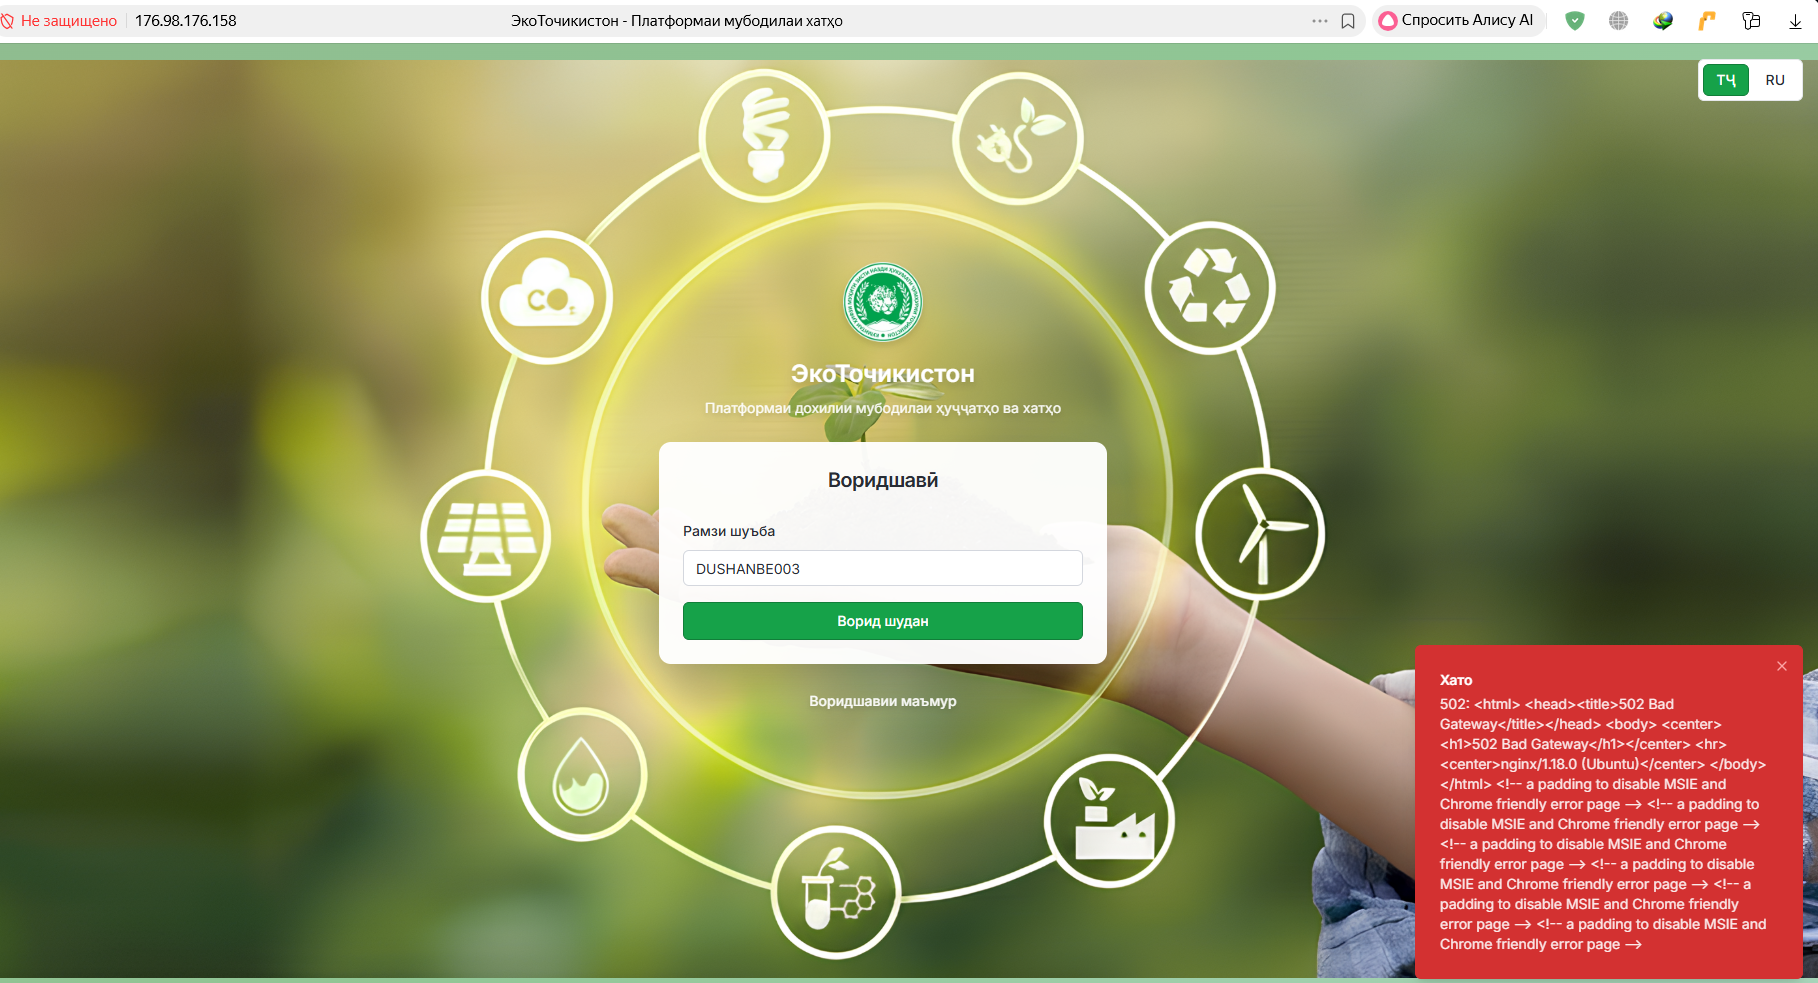 Не защищено
176.98.176.158
ЭкоТочикистон - Платформаи мубодилаи хатҳо
Спросить Алису AI
ТҶ
RU
CO₂
ЭкоТочикистон
Платформаи дохилии мубодилаи ҳуҷҷатҳо ва хатҳо
Воридшавӣ
Рамзи шуъба
DUSHANBE003
Ворид шудан
Воридшавии маъмур
Хато
502: <html> <head><title>502 Bad
Gateway</title></head> <body> <center>
<h1>502 Bad Gateway</h1></center> <hr>
<center>nginx/1.18.0 (Ubuntu)</center> </body>
</html> <!-- a padding to disable MSIE and
Chrome friendly error page --> <!-- a padding to
disable MSIE and Chrome friendly error page -->
<!-- a padding to disable MSIE and Chrome
friendly error page --> <!-- a padding to disable
MSIE and Chrome friendly error page --> <!-- a
padding to disable MSIE and Chrome friendly
error page --> <!-- a padding to disable MSIE and
Chrome friendly error page -->